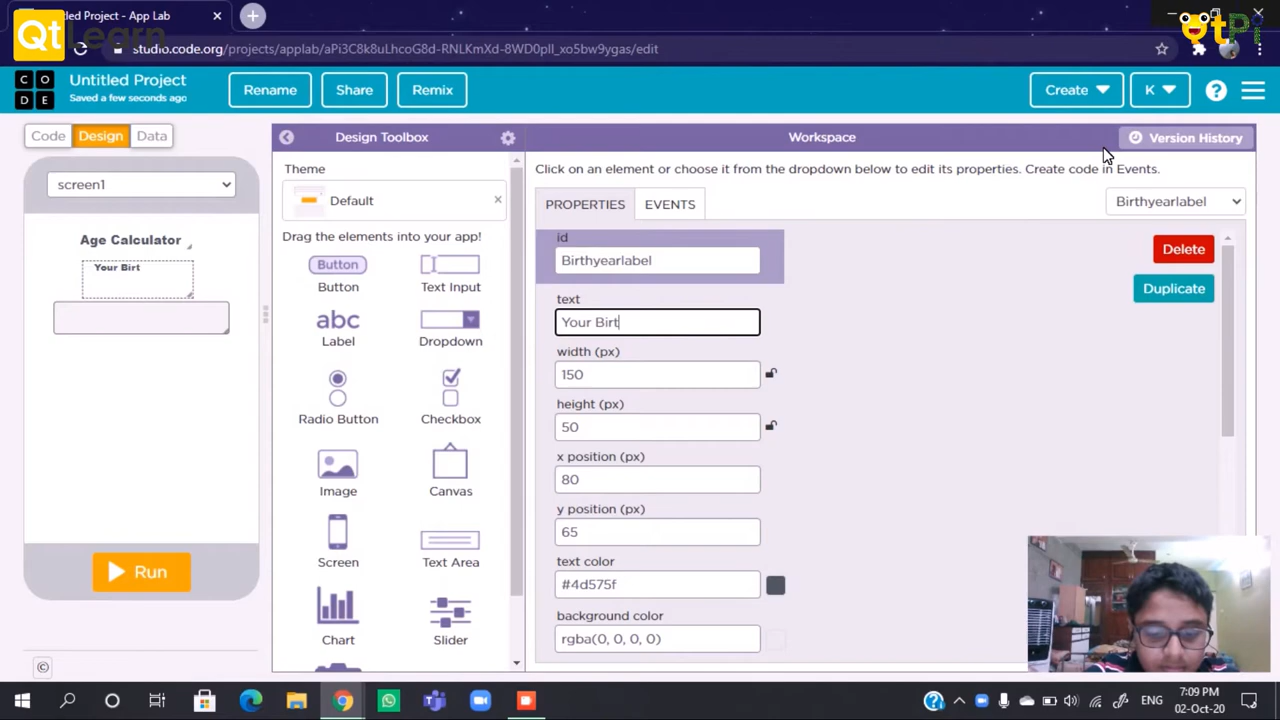 Untitled Project - App Lab
Qt Learn
QtPi
studio.code.org/projects/applab/aPi3C8k8uLhcoG8d-RNLKmXd-8WD0pII_xo5bw9ygas/edit
C O D E
Untitled Project
Saved a few seconds ago
Rename
Share
Remix
Create
K
?
Code
Design
Data
Design Toolbox
Workspace
Version History
screen1
Age Calculator
Your Birt
Run
©
Theme
Default
Drag the elements into your app!
Button
Button
Text Input
abc
Label
Dropdown
Radio Button
Checkbox
Image
Canvas
Screen
Text Area
Chart
Slider
Click on an element or choose it from the dropdown below to edit its properties. Create code in Events.
PROPERTIES
EVENTS
Birthyearlabel
id
Birthyearlabel
Delete
Duplicate
text
Your Birt
width (px)
150
height (px)
50
x position (px)
80
y position (px)
65
text color
#4d575f
background color
rgba(0, 0, 0, 0)
ENG
7:09 PM
02-Oct-20